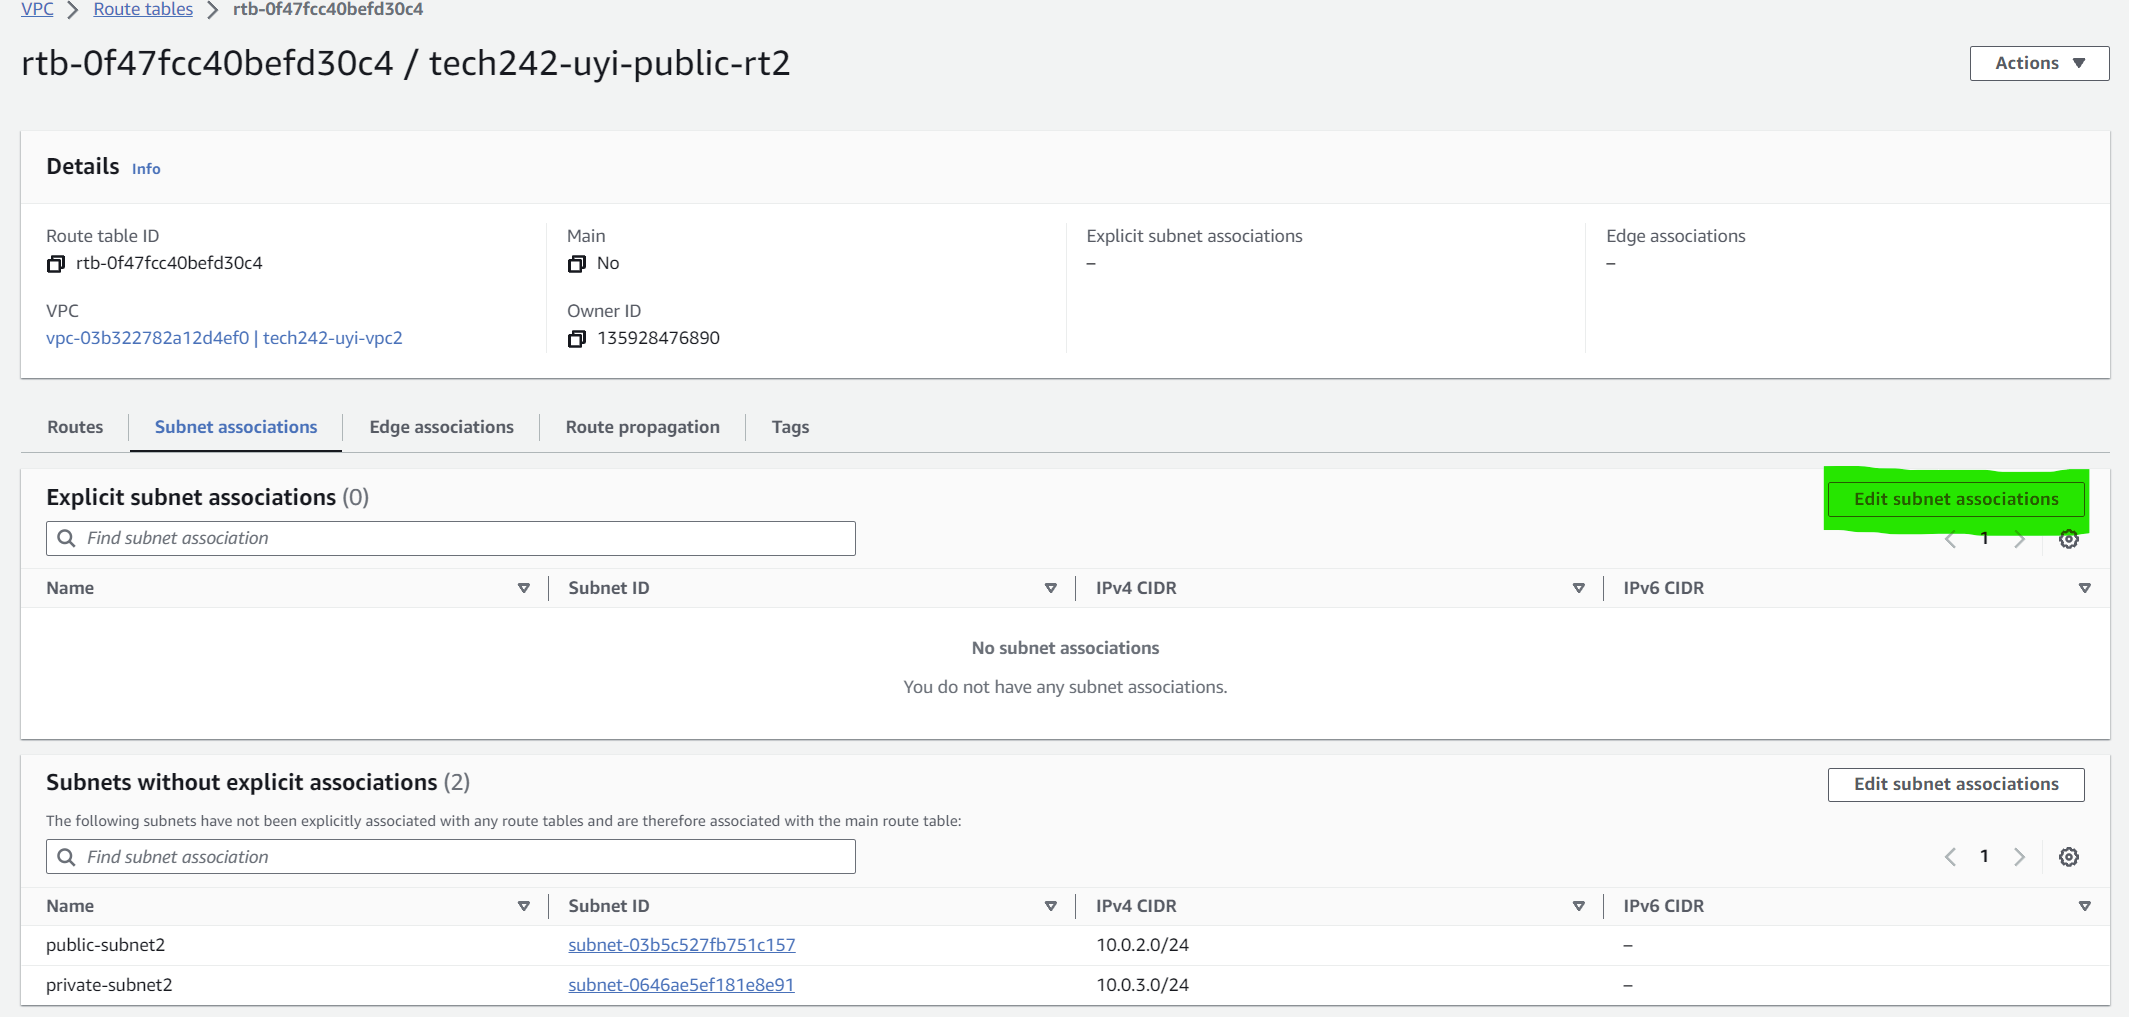 VPC > Route tables > rtb-0f47fcc40befd30c4
rtb-0f47fcc40befd30c4 / tech242-uyi-public-rt2
Actions
Details Info
Route table ID
rtb-0f47fcc40befd30c4
Main
No
Explicit subnet associations
–
Edge associations
–
VPC
vpc-03b322782a12d4ef0 | tech242-uyi-vpc2
Owner ID
135928476890
Routes Subnet associations Edge associations Route propagation Tags
Explicit subnet associations (0)
Edit subnet associations
Find subnet association
1
Name Subnet ID IPv4 CIDR IPv6 CIDR
No subnet associations
You do not have any subnet associations.
Subnets without explicit associations (2)
Edit subnet associations
The following subnets have not been explicitly associated with any route tables and are therefore associated with the main route table:
Find subnet association
1
Name Subnet ID IPv4 CIDR IPv6 CIDR
public-subnet2 subnet-03b5c527fb751c157 10.0.2.0/24 –
private-subnet2 subnet-0646ae5ef181e8e91 10.0.3.0/24 –